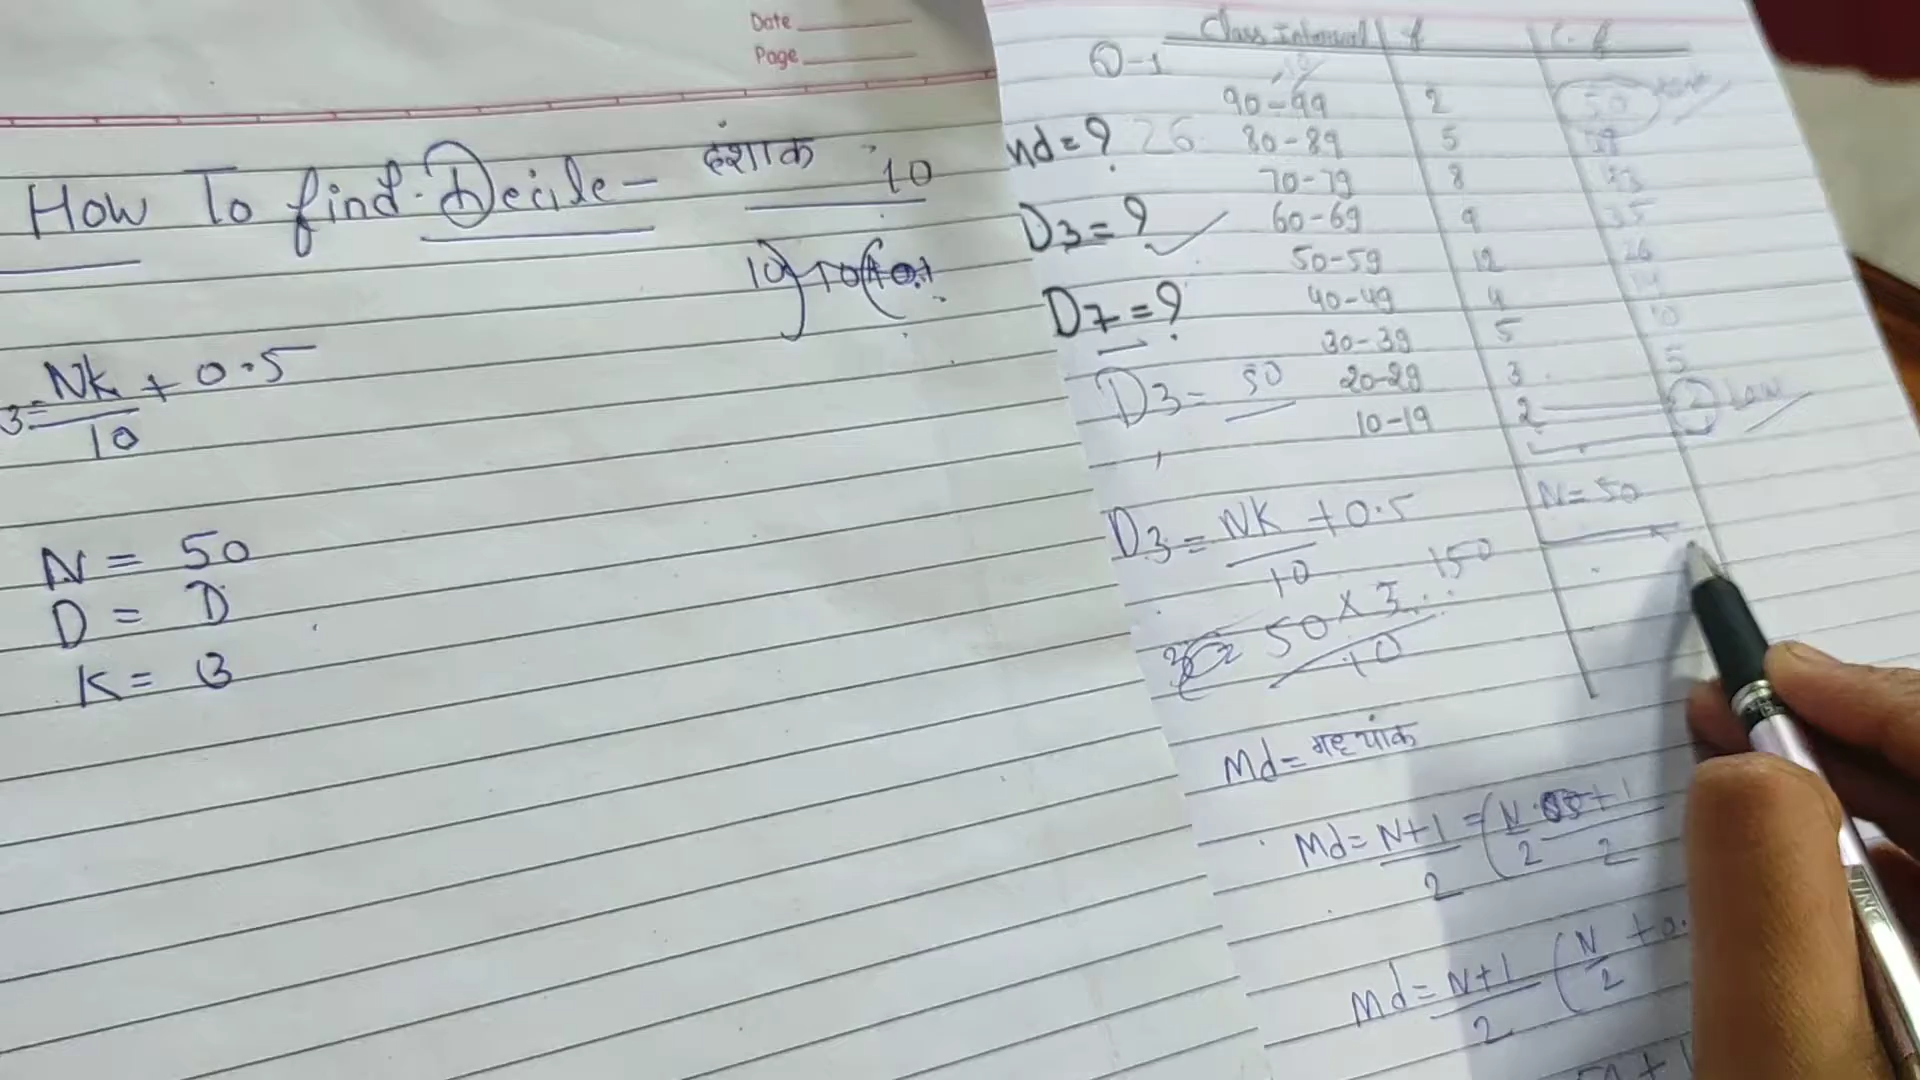 Date
Page
How To find Decile - दशांक 10
3 = Nk/10 + 0.5
N = 50
D = D
K = 3
Class Interval f c.f
Q-1
90-99 2 50
Md = ? 26 80-89 5
70-79 8
D3 = ? 60-69 9 35
50-59 12 26
D7 = ? 40-49 4 14
30-39 5 10
D3 = 50 20-29 3 5
10-19 2 2 Low
N = 50
D3 = NK/10 + 0.5
50 × 3 150
10
Md = मध्यांक
Md = N+1/2 = (N
2 2
Md = N+1/2 (N/2 + 0.